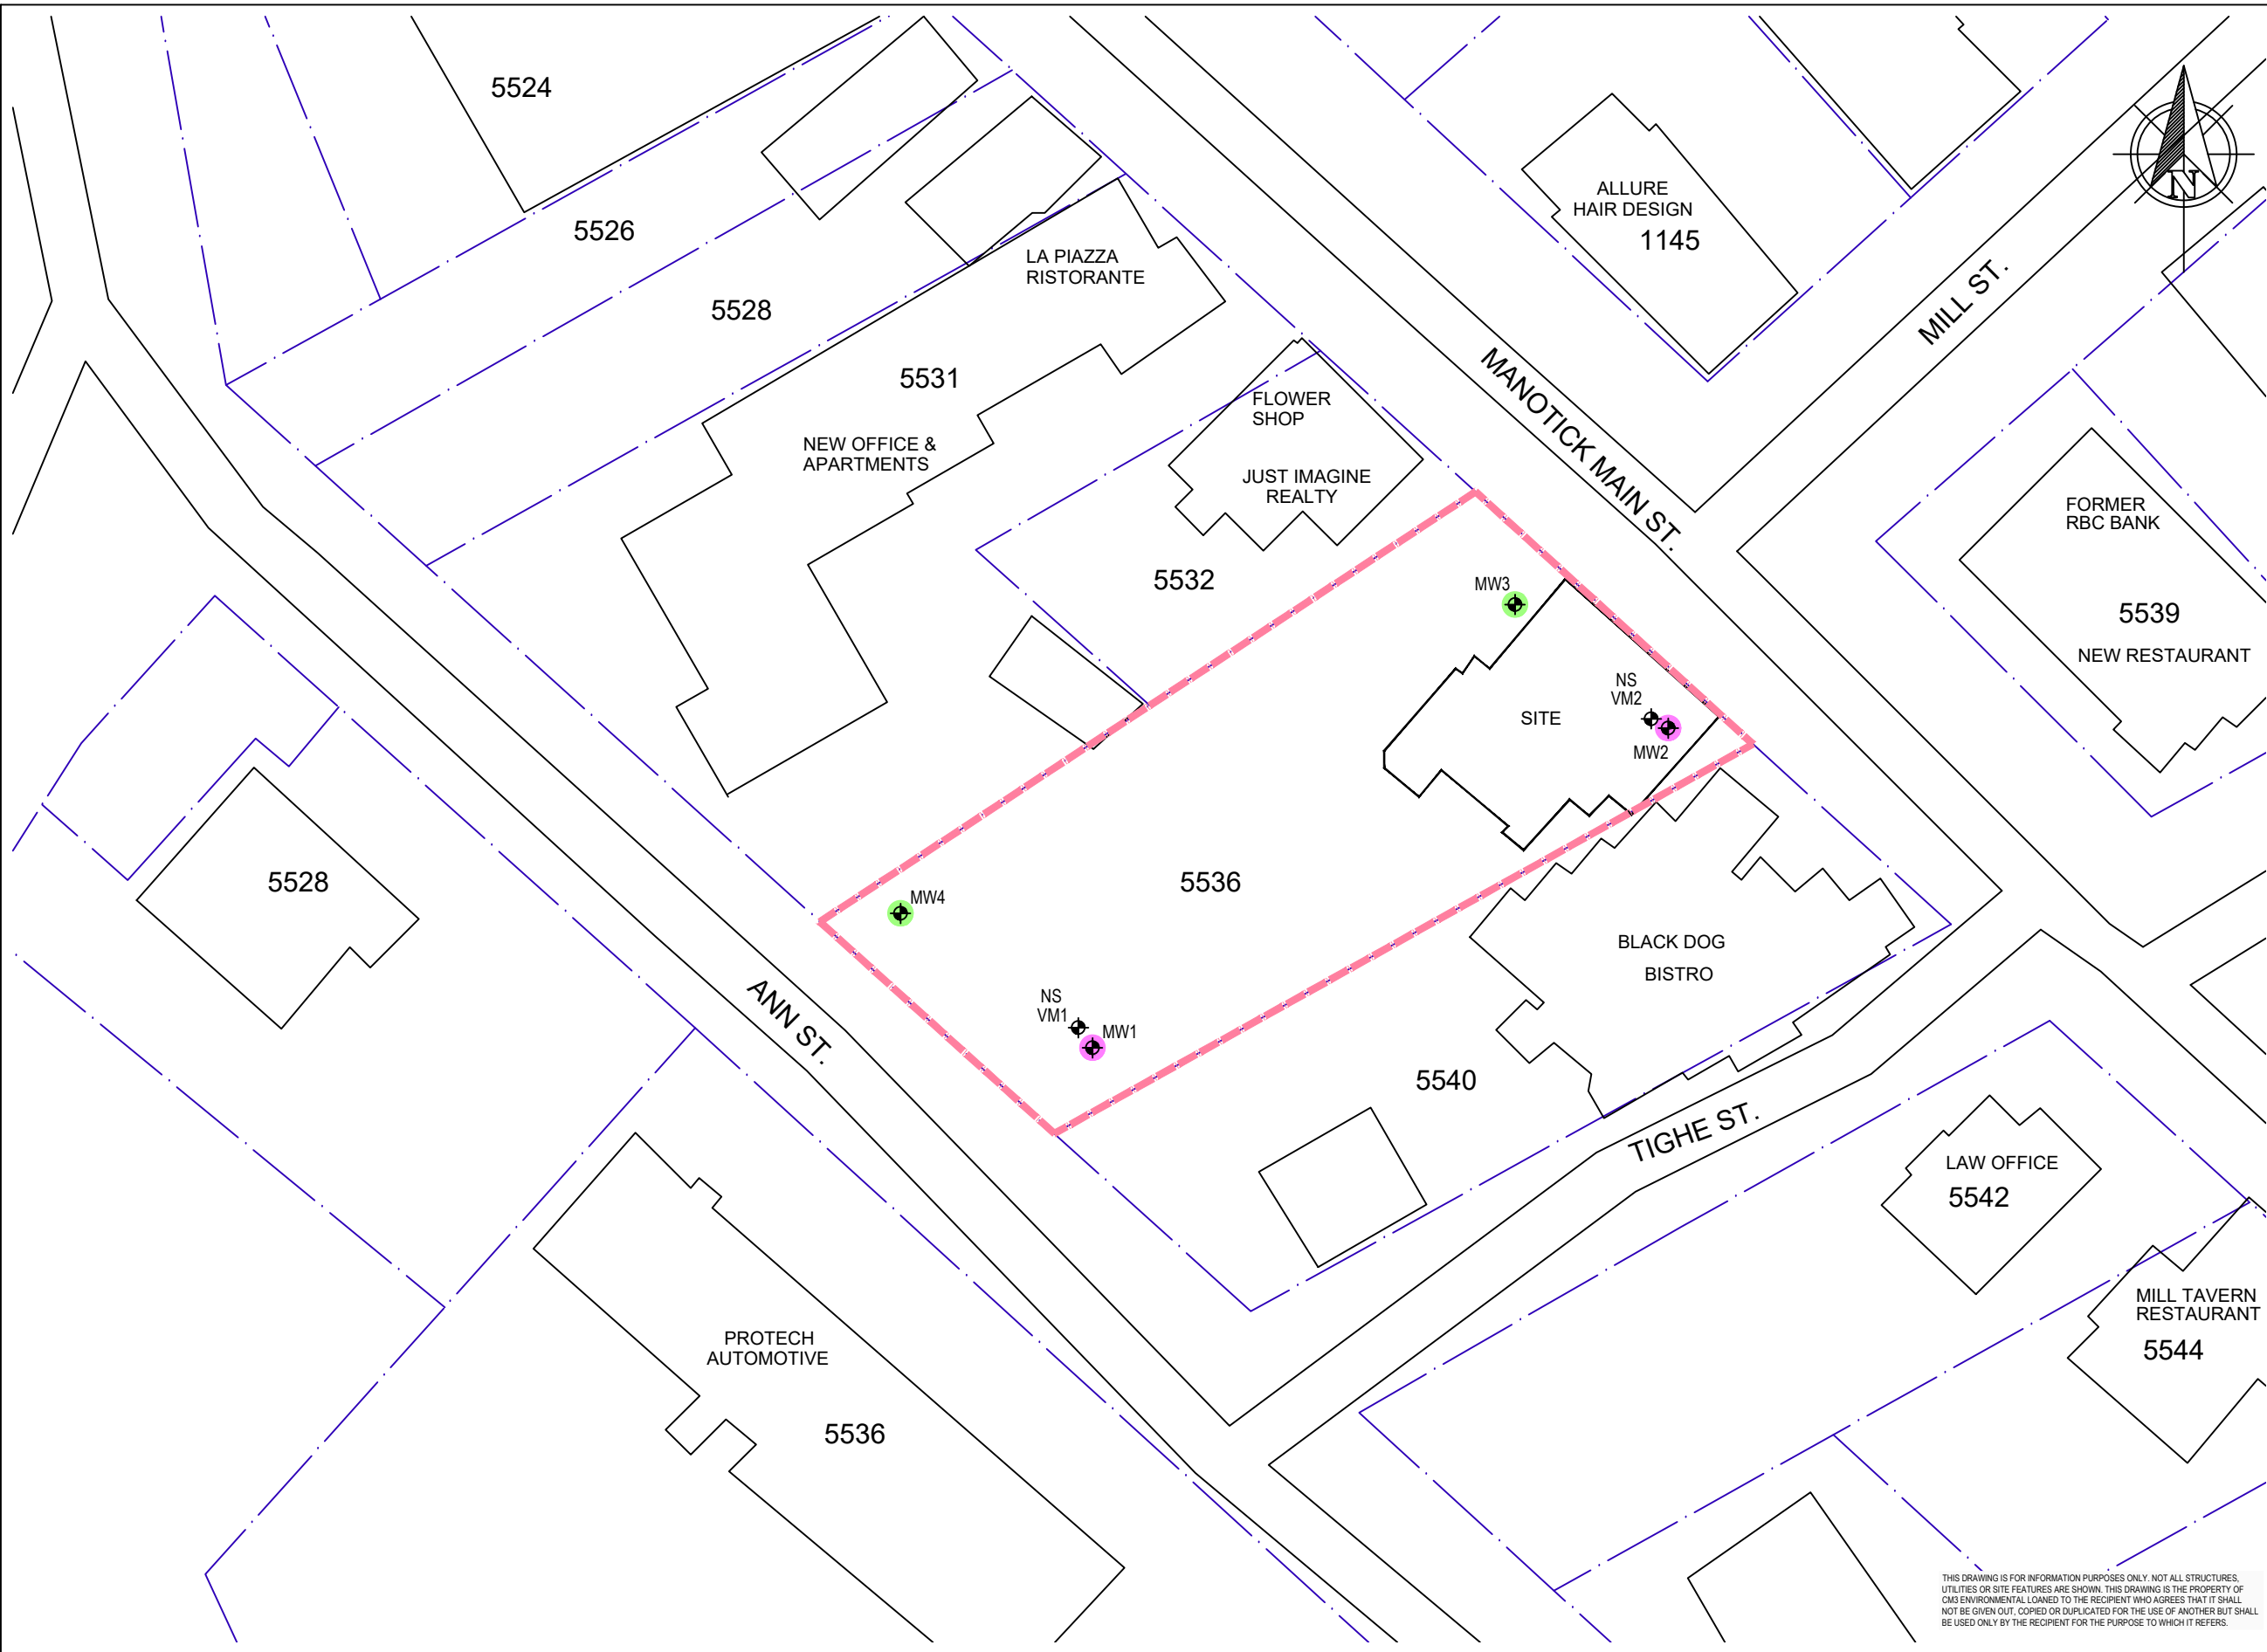 5524
5526
5528
LA PIAZZA
RISTORANTE
5531
NEW OFFICE &
APARTMENTS
FLOWER
SHOP
JUST IMAGINE
REALTY
5532
ALLURE
HAIR DESIGN
1145
N
MILL ST.
MANOTICK MAIN ST.
FORMER
RBC BANK
5539
NEW RESTAURANT
MW3
NS
VM2
MW2
SITE
5528
MW4
5536
BLACK DOG
BISTRO
NS
VM1
MW1
ANN ST.
5540
TIGHE ST.
LAW OFFICE
5542
MILL TAVERN
RESTAURANT
5544
PROTECH
AUTOMOTIVE
5536
THIS DRAWING IS FOR INFORMATION PURPOSES ONLY. NOT ALL STRUCTURES,
UTILITIES OR SITE FEATURES ARE SHOWN. THIS DRAWING IS THE PROPERTY OF
CM3 ENVIRONMENTAL LOANED TO THE RECIPIENT WHO AGREES THAT IT SHALL
NOT BE GIVEN OUT, COPIED OR DUPLICATED FOR THE USE OF ANOTHER BUT SHALL
BE USED ONLY BY THE RECIPIENT FOR THE PURPOSE TO WHICH IT REFERS.